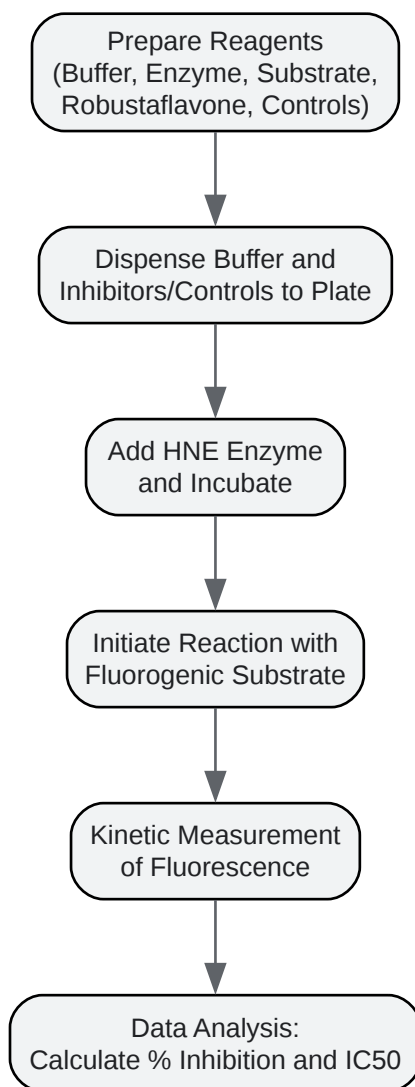 Prepare Reagents
(Buffer, Enzyme, Substrate,
Robustaflavone, Controls)
Dispense Buffer and
Inhibitors/Controls to Plate
Add HNE Enzyme
and Incubate
Initiate Reaction with
Fluorogenic Substrate
Kinetic Measurement
of Fluorescence
Data Analysis:
Calculate % Inhibition and IC50